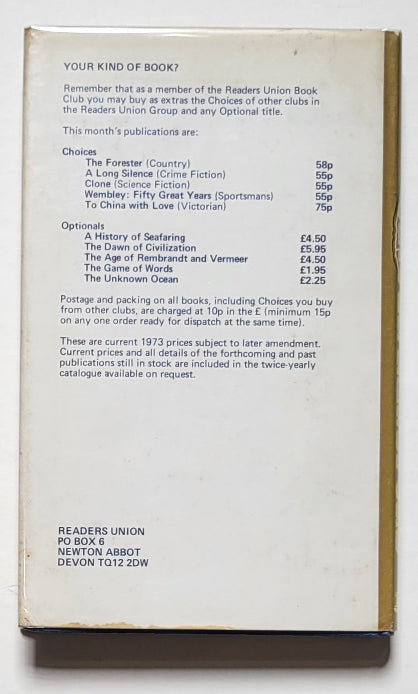 YOUR KIND OF BOOK?
Remember that as a member of the Readers Union Book
Club you may buy as extras the Choices of other clubs in
the Readers Union Group and any Optional title.
This month's publications are:
Choices
The Forester (Country) 58p
A Long Silence (Crime Fiction) 55p
Clone (Science Fiction) 55p
Wembley: Fifty Great Years (Sportsmans) 55p
To China with Love (Victorian) 75p
Optionals
A History of Seafaring £4.50
The Dawn of Civilization £5.95
The Age of Rembrandt and Vermeer £4.50
The Game of Words £1.95
The Unknown Ocean £2.25
Postage and packing on all books, including Choices you buy
from other clubs, are charged at 10p in the £ (minimum 15p
on any one order ready for dispatch at the same time).
These are current 1973 prices subject to later amendment.
Current prices and all details of the forthcoming and past
publications still in stock are included in the twice-yearly
catalogue available on request.
READERS UNION
PO BOX 6
NEWTON ABBOT
DEVON TQ12 2DW